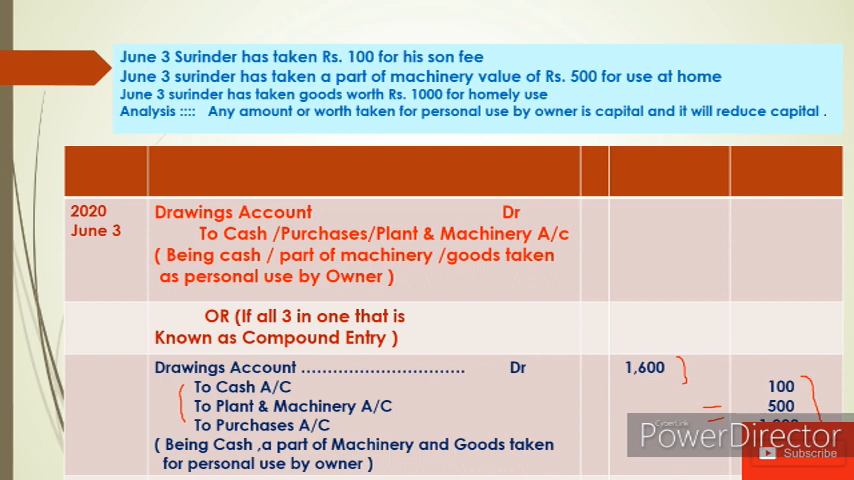 June 3 Surinder has taken Rs. 100 for his son fee
June 3 surinder has taken a part of machinery value of Rs. 500 for use at home
June 3 surinder has taken goods worth Rs. 1000 for homely use
Analysis :::: Any amount or worth taken for personal use by owner is capital and it will reduce capital .
2020
June 3
Drawings Account Dr
To Cash /Purchases/Plant & Machinery A/c
( Being cash / part of machinery /goods taken
as personal use by Owner )
OR (If all 3 in one that is
Known as Compound Entry )
Drawings Account .............................. Dr 1,600
To Cash A/C 100
To Plant & Machinery A/C 500
To Purchases A/C
( Being Cash ,a part of Machinery and Goods taken
for personal use by owner )
CyberLink
PowerDirector
Subscribe